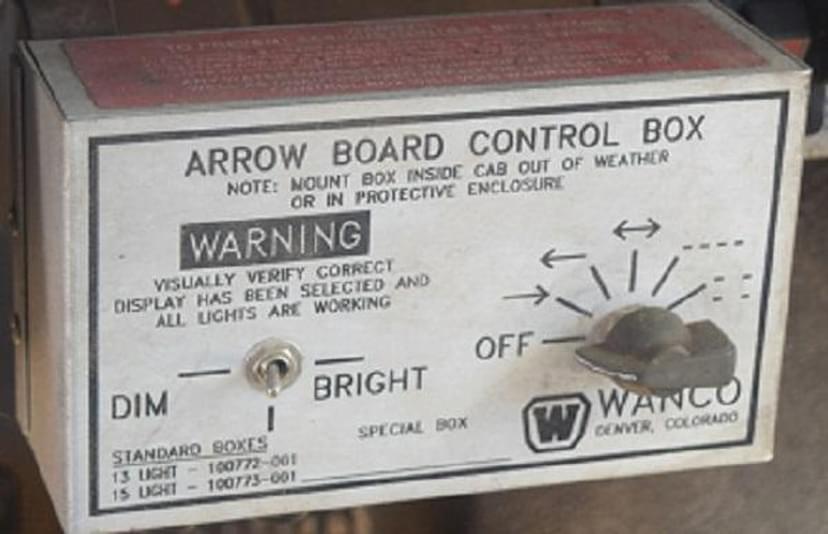 ARROW BOARD CONTROL BOX
NOTE: MOUNT BOX INSIDE CAB OUT OF WEATHER
OR IN PROTECTIVE ENCLOSURE
WARNING
VISUALLY VERIFY CORRECT
DISPLAY HAS BEEN SELECTED AND
ALL LIGHTS ARE WORKING
OFF
DIM
BRIGHT
WANCO
W
DENVER, COLORADO
SPECIAL BOX
STANDARD BOXES
13 LIGHT - 100772-001
15 LIGHT - 100773-001